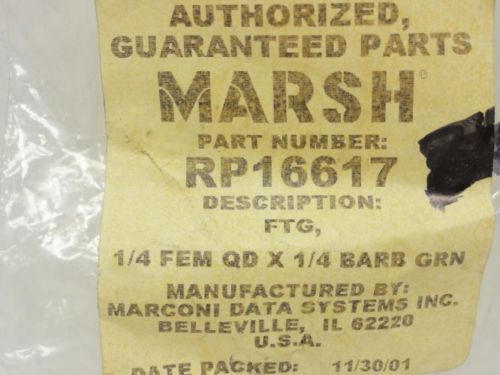 AUTHORIZED,
GUARANTEED PARTS
MARSH®
PART NUMBER:
RP16617
DESCRIPTION:
FTG,
1/4 FEM QD X 1/4 BARB GRN
MANUFACTURED BY:
MARCONI DATA SYSTEMS INC.
BELLEVILLE, IL 62220
U.S.A.
DATE PACKED: 11/30/01